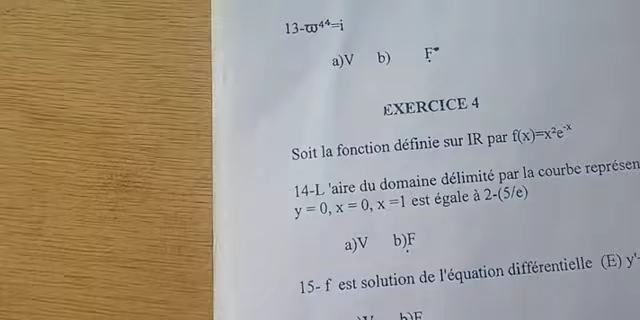 13-ϖ⁴⁴=i
a)V b) F
EXERCICE 4
Soit la fonction définie sur IR par f(x)=x²e⁻ˣ
14-L 'aire du domaine délimité par la courbe représen
y = 0, x = 0, x =1 est égale à 2-(5/e)
a)V b)F
15- f est solution de l'équation différentielle (E) y'-
b)F